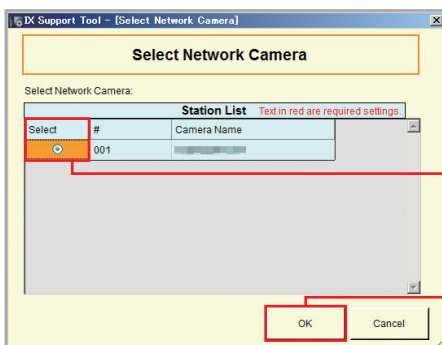 IX Support Tool - [Select Network Camera]
Select Network Camera
Select Network Camera:
Station List Text in red are required settings.
Select # Camera Name
001
OK Cancel